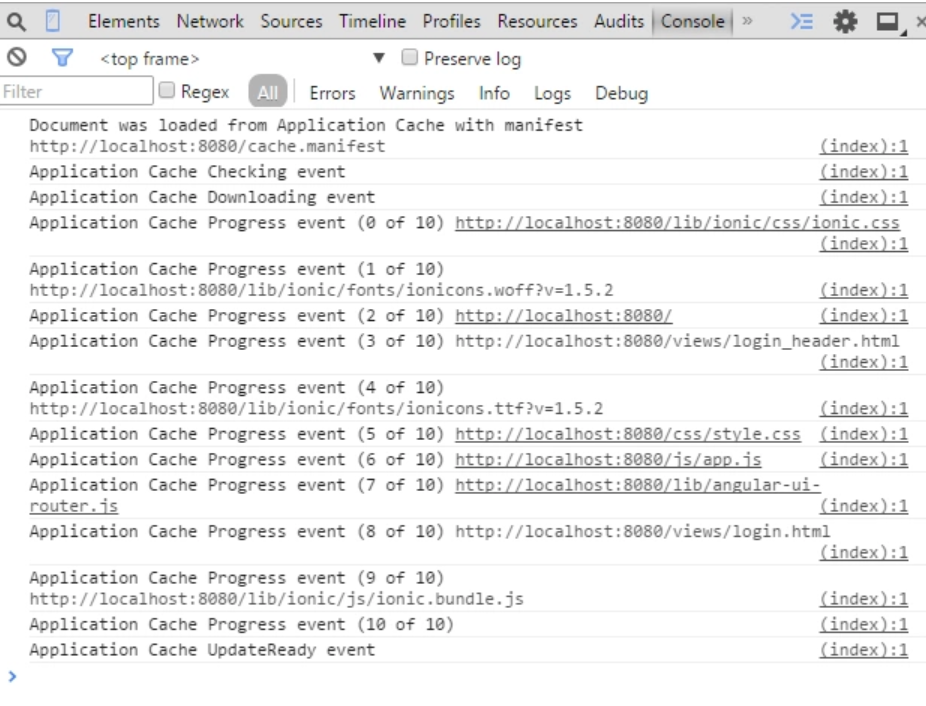 Elements Network Sources Timeline Profiles Resources Audits Console »
<top frame> ▼ Preserve log
Filter Regex All Errors Warnings Info Logs Debug
Document was loaded from Application Cache with manifest
http://localhost:8080/cache.manifest (index):1
Application Cache Checking event (index):1
Application Cache Downloading event (index):1
Application Cache Progress event (0 of 10) http://localhost:8080/lib/ionic/css/ionic.css
(index):1
Application Cache Progress event (1 of 10)
http://localhost:8080/lib/ionic/fonts/ionicons.woff?v=1.5.2 (index):1
Application Cache Progress event (2 of 10) http://localhost:8080/ (index):1
Application Cache Progress event (3 of 10) http://localhost:8080/views/login_header.html
(index):1
Application Cache Progress event (4 of 10)
http://localhost:8080/lib/ionic/fonts/ionicons.ttf?v=1.5.2 (index):1
Application Cache Progress event (5 of 10) http://localhost:8080/css/style.css (index):1
Application Cache Progress event (6 of 10) http://localhost:8080/js/app.js (index):1
Application Cache Progress event (7 of 10) http://localhost:8080/lib/angular-ui-
router.js (index):1
Application Cache Progress event (8 of 10) http://localhost:8080/views/login.html
(index):1
Application Cache Progress event (9 of 10)
http://localhost:8080/lib/ionic/js/ionic.bundle.js (index):1
Application Cache Progress event (10 of 10) (index):1
Application Cache UpdateReady event (index):1